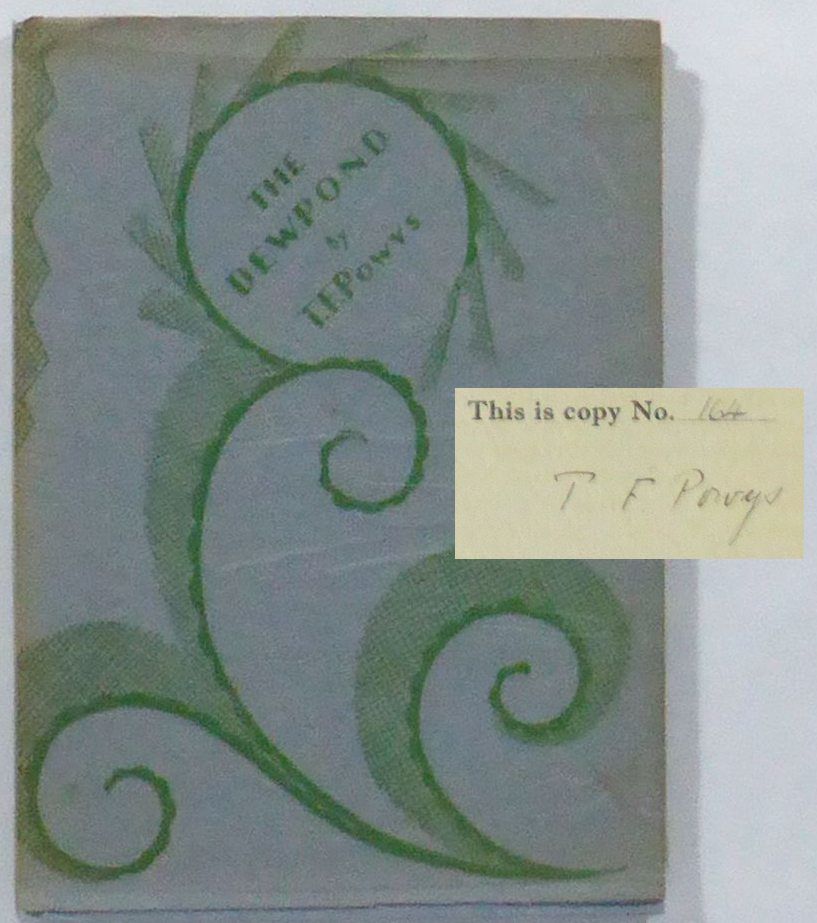 THE
DEWPOND
by
T.F.Powys
This is copy No. 164
T F Powys